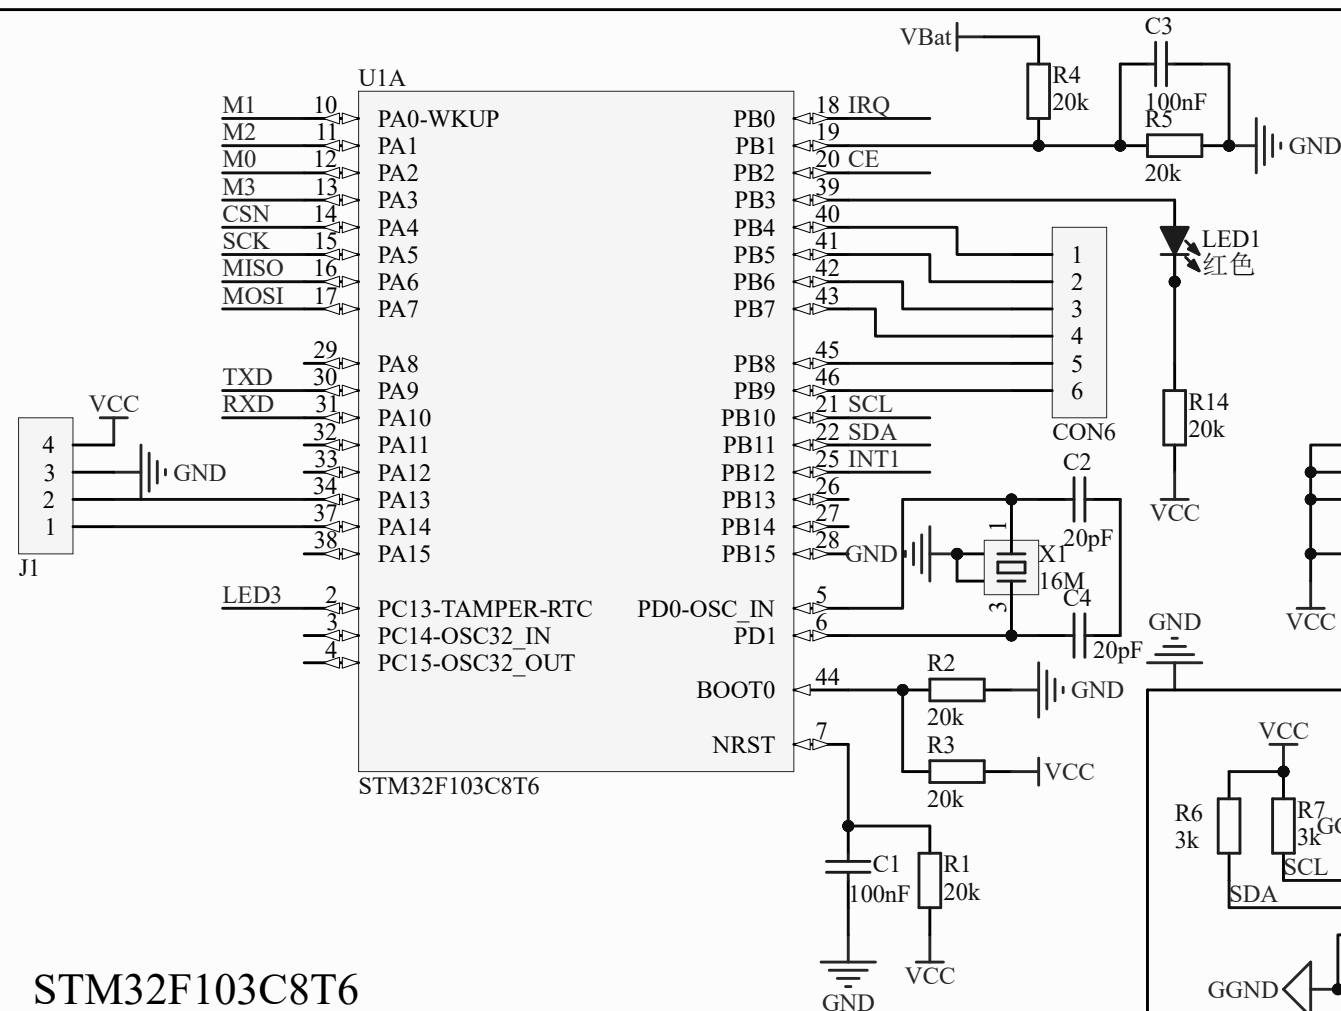 VBat
C3
U1A
R4
20k
100nF
R5
20k
GND
M1 10 PA0-WKUP
M2 11 PA1
M0 12 PA2
M3 13 PA3
CSN 14 PA4
SCK 15 PA5
MISO 16 PA6
MOSI 17 PA7
29 PA8
TXD 30 PA9
RXD 31 PA10
32 PA11
33 PA12
34 PA13
37 PA14
38 PA15
LED3 2 PC13-TAMPER-RTC
3 PC14-OSC32_IN
4 PC15-OSC32_OUT
PB0 18 IRQ
PB1 19
PB2 20 CE
PB3 39
PB4 40
PB5 41
PB6 42
PB7 43
PB8 45
PB9 46
PB10 21 SCL
PB11 22 SDA
PB12 25 INT1
PB13 26
PB14 27
PB15 28
PD0-OSC_IN 5
PD1 6
BOOT0 44
NRST 7
STM32F103C8T6
VCC
4
3
2
1
GND
J1
1
2
3
4
5
6
CON6
LED1
红色
R14
20k
VCC
C2
20pF
GND
1
X1
16M
3
C4
20pF
R2
20k
GND
R3
20k
VCC
C1
100nF
R1
20k
GND
VCC
VCC
GND
VCC
R6
3k
R7
3k
SCL
SDA
GGND
STM32F103C8T6